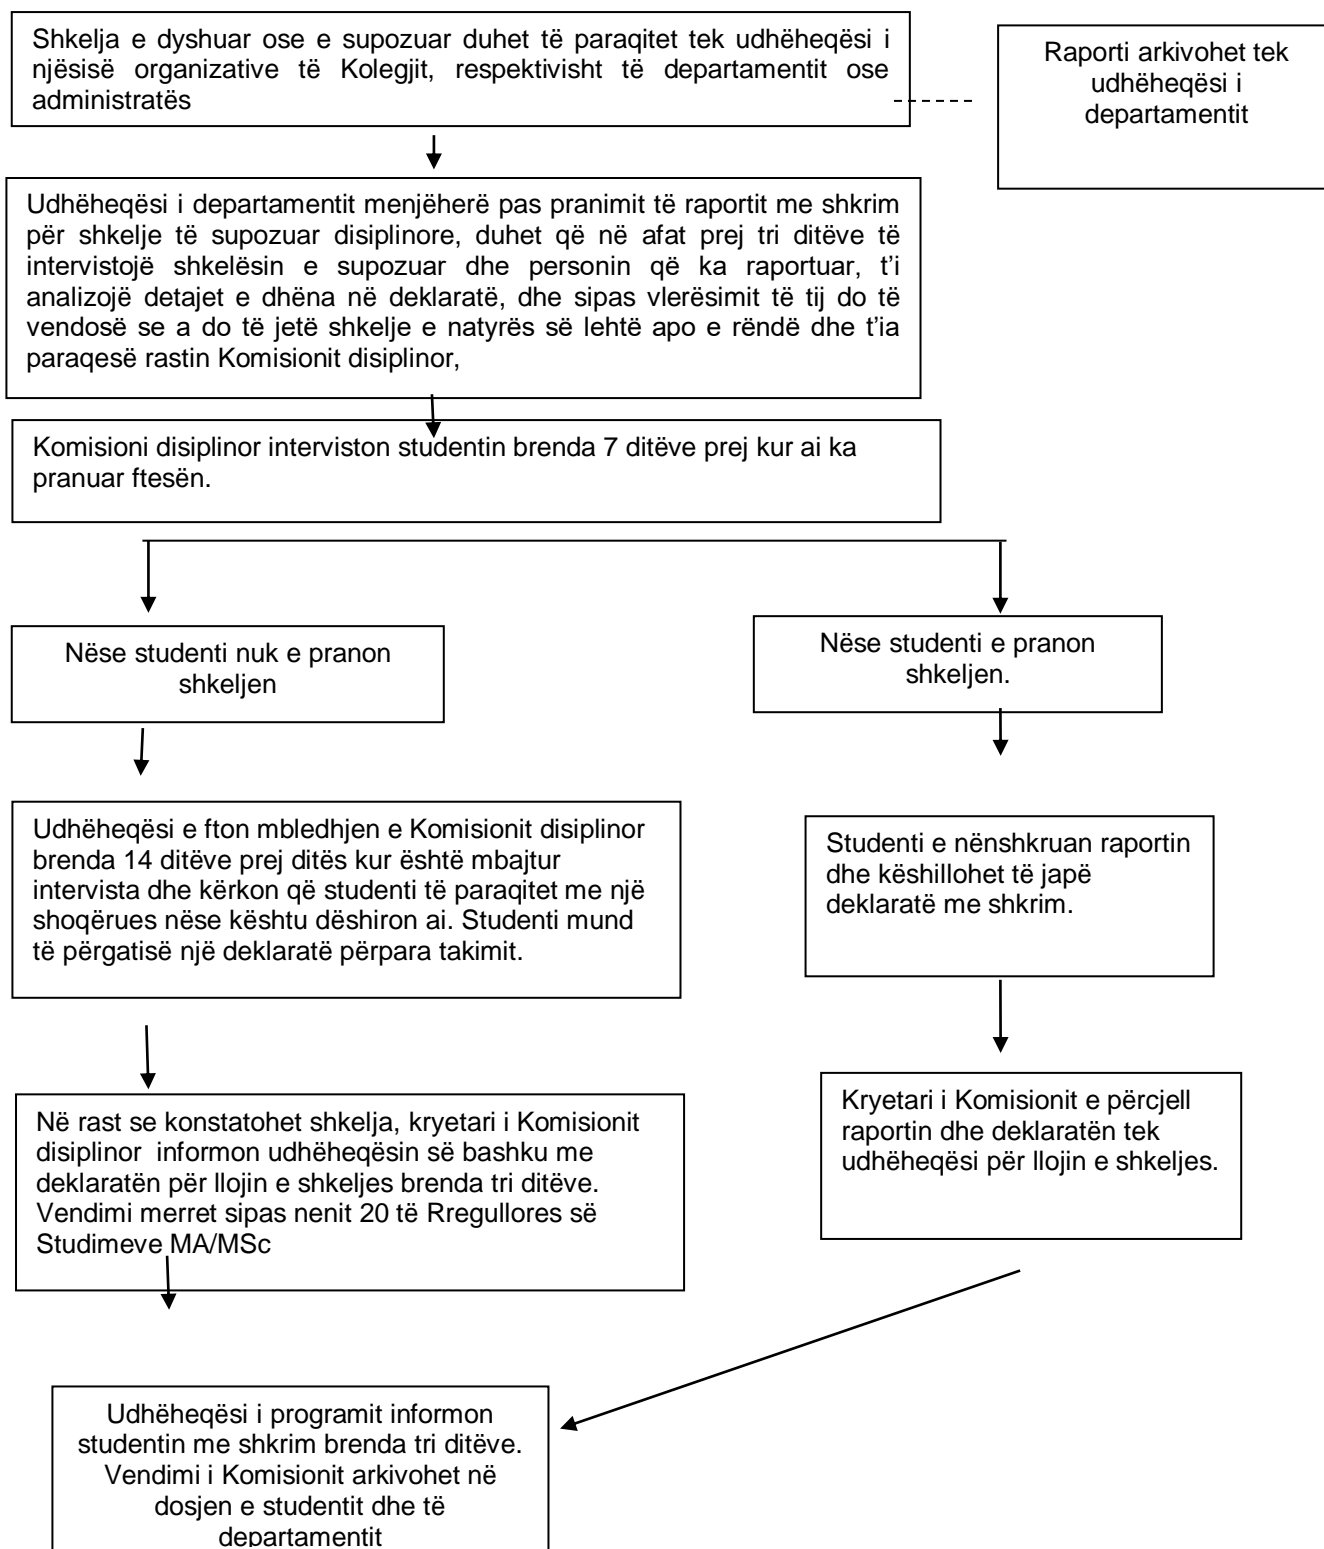 Shkelja e dyshuar ose e supozuar duhet të paraqitet tek udhëheqësi i
njësisë organizative të Kolegjit, respektivisht të departamentit ose
administratës
Raporti arkivohet tek
udhëheqësi i
departamentit
Udhëheqësi i departamentit menjëherë pas pranimit të raportit me shkrim
për shkelje të supozuar disiplinore, duhet që në afat prej tri ditëve të
intervistojë shkelësin e supozuar dhe personin që ka raportuar, t’i
analizojë detajet e dhëna në deklaratë, dhe sipas vlerësimit të tij do të
vendosë se a do të jetë shkelje e natyrës së lehtë apo e rëndë dhe t’ia
paraqesë rastin Komisionit disiplinor,
Komisioni disiplinor interviston studentin brenda 7 ditëve prej kur ai ka
pranuar ftesën.
Nëse studenti nuk e pranon
shkeljen
Nëse studenti e pranon
shkeljen.
Udhëheqësi e fton mbledhjen e Komisionit disiplinor
brenda 14 ditëve prej ditës kur është mbajtur
intervista dhe kërkon që studenti të paraqitet me një
shoqërues nëse kështu dëshiron ai. Studenti mund
të përgatisë një deklaratë përpara takimit.
Studenti e nënshkruan raportin
dhe këshillohet të japë
deklaratë me shkrim.
Në rast se konstatohet shkelja, kryetari i Komisionit
disiplinor informon udhëheqësin së bashku me
deklaratën për llojin e shkeljes brenda tri ditëve.
Vendimi merret sipas nenit 20 të Rregullores së
Studimeve MA/MSc
Kryetari i Komisionit e përcjell
raportin dhe deklaratën tek
udhëheqësi për llojin e shkeljes.
Udhëheqësi i programit informon
studentin me shkrim brenda tri ditëve.
Vendimi i Komisionit arkivohet në
dosjen e studentit dhe të
departamentit